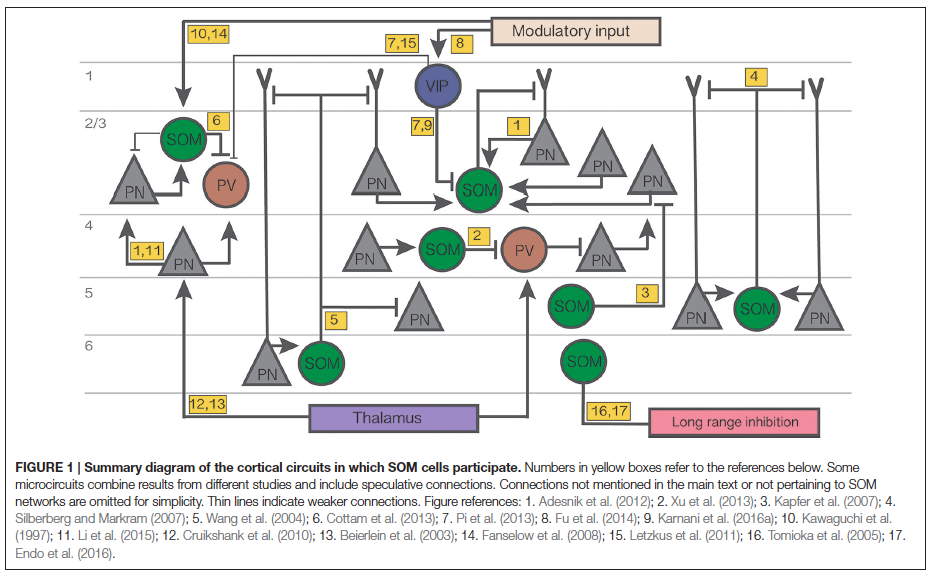 10,14
7,15
8
Modulatory input
1
VIP
4
2/3
6
SOM
7,9
1
PN
PN
PV
PN
PN
SOM
PN
PN
4
1,11
PN
PN
SOM
2
PV
PN
5
5
PN
SOM
3
PN
SOM
PN
6
PN
SOM
SOM
12,13
Thalamus
16,17
Long range inhibition
FIGURE 1 | Summary diagram of the cortical circuits in which SOM cells participate. Numbers in yellow boxes refer to the references below. Some
microcircuits combine results from different studies and include speculative connections. Connections not mentioned in the main text or not pertaining to SOM
networks are omitted for simplicity. Thin lines indicate weaker connections. Figure references: 1. Adesnik et al. (2012); 2. Xu et al. (2013); 3. Kapfer et al. (2007); 4.
Silberberg and Markram (2007); 5. Wang et al. (2004); 6. Cottam et al. (2013); 7. Pi et al. (2013); 8. Fu et al. (2014); 9. Karnani et al. (2016a); 10. Kawaguchi et al.
(1997); 11. Li et al. (2015); 12. Cruikshank et al. (2010); 13. Beierlein et al. (2003); 14. Fanselow et al. (2008); 15. Letzkus et al. (2011); 16. Tomioka et al. (2005); 17.
Endo et al. (2016).